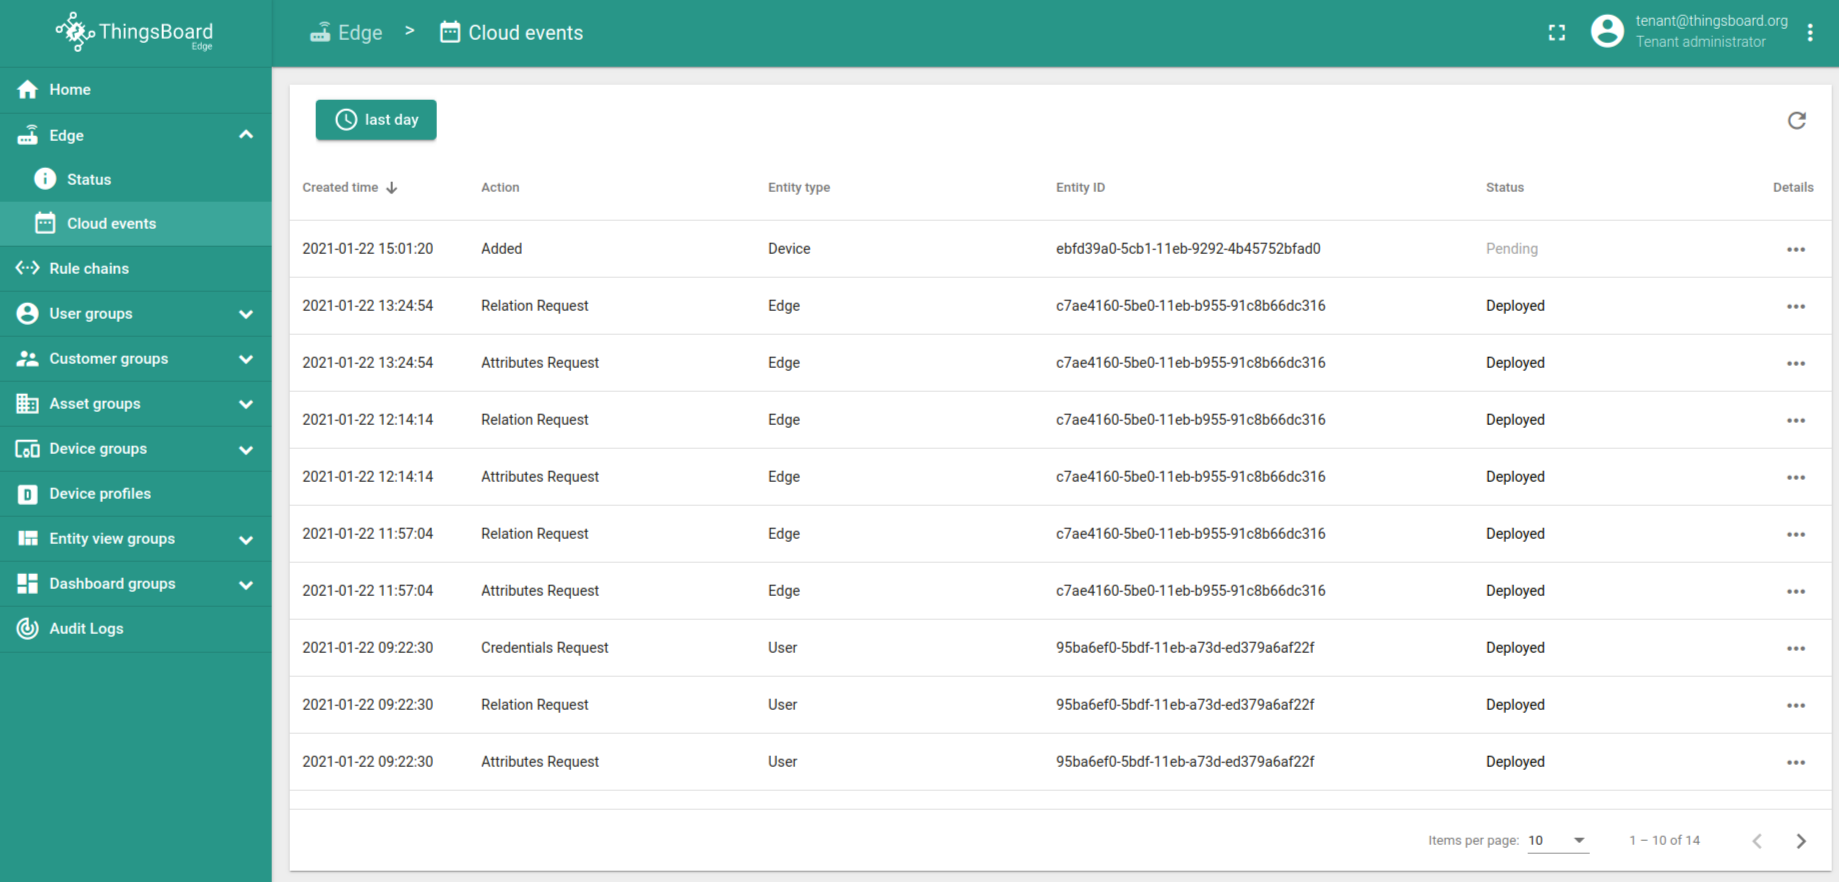 ThingsBoard
Edge
Edge > Cloud events
tenant@thingsboard.org
Tenant administrator
Home
Edge
Status
Cloud events
Rule chains
User groups
Customer groups
Asset groups
Device groups
D Device profiles
Entity view groups
Dashboard groups
Audit Logs
last day
Created time Action Entity type Entity ID Status Details
2021-01-22 15:01:20 Added Device ebfd39a0-5cb1-11eb-9292-4b45752bfad0 Pending
2021-01-22 13:24:54 Relation Request Edge c7ae4160-5be0-11eb-b955-91c8b66dc316 Deployed
2021-01-22 13:24:54 Attributes Request Edge c7ae4160-5be0-11eb-b955-91c8b66dc316 Deployed
2021-01-22 12:14:14 Relation Request Edge c7ae4160-5be0-11eb-b955-91c8b66dc316 Deployed
2021-01-22 12:14:14 Attributes Request Edge c7ae4160-5be0-11eb-b955-91c8b66dc316 Deployed
2021-01-22 11:57:04 Relation Request Edge c7ae4160-5be0-11eb-b955-91c8b66dc316 Deployed
2021-01-22 11:57:04 Attributes Request Edge c7ae4160-5be0-11eb-b955-91c8b66dc316 Deployed
2021-01-22 09:22:30 Credentials Request User 95ba6ef0-5bdf-11eb-a73d-ed379a6af22f Deployed
2021-01-22 09:22:30 Relation Request User 95ba6ef0-5bdf-11eb-a73d-ed379a6af22f Deployed
2021-01-22 09:22:30 Attributes Request User 95ba6ef0-5bdf-11eb-a73d-ed379a6af22f Deployed
Items per page: 10 1 – 10 of 14